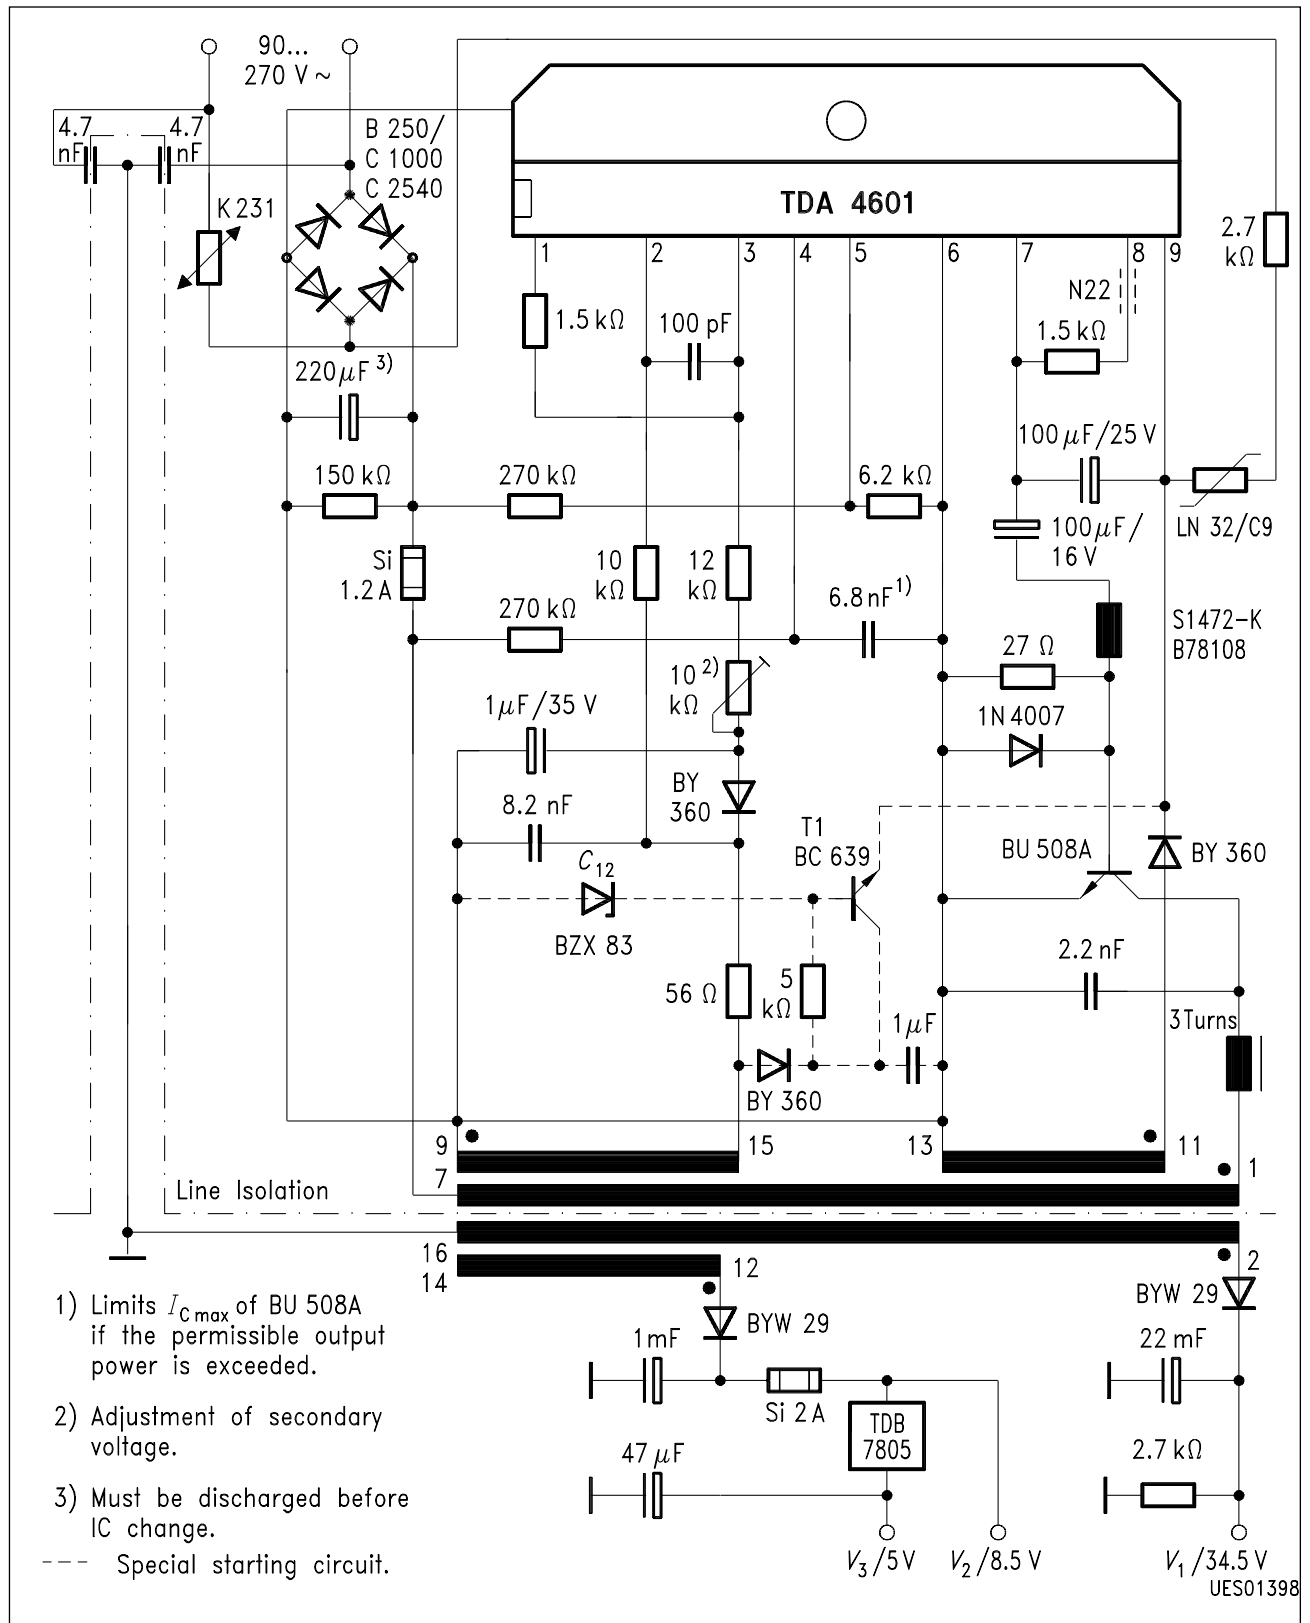 90...
270 V ~
4.7
nF
4.7
nF
B 250/
C 1000
C 2540
K 231
TDA 4601
1
2
3
4
5
6
7
8
9
2.7
kΩ
N22
1.5 kΩ
100 pF
1.5 kΩ
220 µF 3)
100 µF/25 V
150 kΩ
270 kΩ
6.2 kΩ
LN 32/C9
100 µF/
16 V
Si
1.2 A
10
kΩ
12
kΩ
270 kΩ
6.8 nF 1)
S1472-K
B78108
27 Ω
10 2)
kΩ
1 µF/35 V
1N 4007
BY
360
8.2 nF
T1
BC 639
BU 508A
BY 360
C12
BZX 83
2.2 nF
56 Ω
5
kΩ
1 µF
3 Turns
BY 360
9
15
13
11
1
7
Line Isolation
16
14
12
2
BYW 29
BYW 29
1) Limits IC max of BU 508A
if the permissible output
power is exceeded.
1 mF
22 mF
2) Adjustment of secondary
voltage.
Si 2 A
TDB
7805
47 µF
2.7 kΩ
3) Must be discharged before
IC change.
--- Special starting circuit.
V3/5 V
V2/8.5 V
V1/34.5 V
UES01398